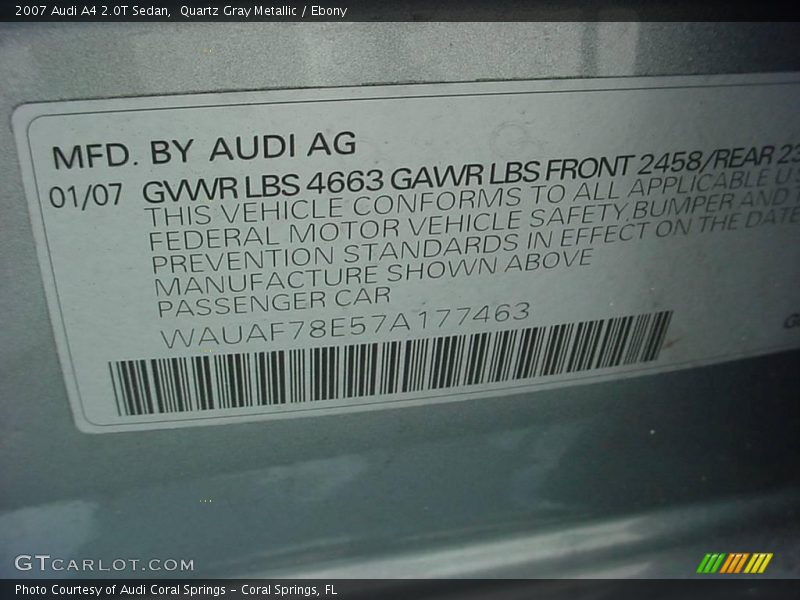 2007 Audi A4 2.0T Sedan,  Quartz Gray Metallic / Ebony
MFD. BY AUDI AG
01/07 GVWR LBS 4663 GAWR LBS FRONT 2458/REAR 23
THIS VEHICLE CONFORMS TO ALL APPLICABLE U
FEDERAL MOTOR VEHICLE SAFETY, BUMPER AND
PREVENTION STANDARDS IN EFFECT ON THE DATE
MANUFACTURE SHOWN ABOVE
PASSENGER CAR
WAUAF78E57A177463
GTCARLOT.COM
Photo Courtesy of Audi Coral Springs – Coral Springs, FL